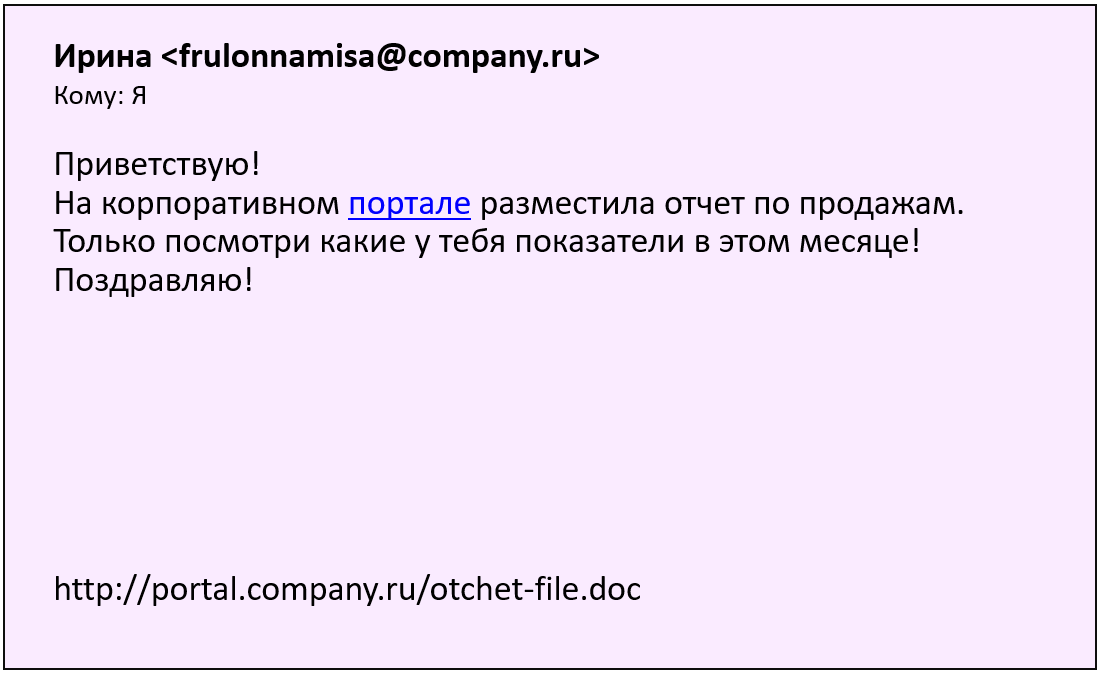 Ирина <frulonnamisa@company.ru>
Кому: Я
Приветствую!
На корпоративном портале разместила отчет по продажам.
Только посмотри какие у тебя показатели в этом месяце!
Поздравляю!
http://portal.company.ru/otchet-file.doc